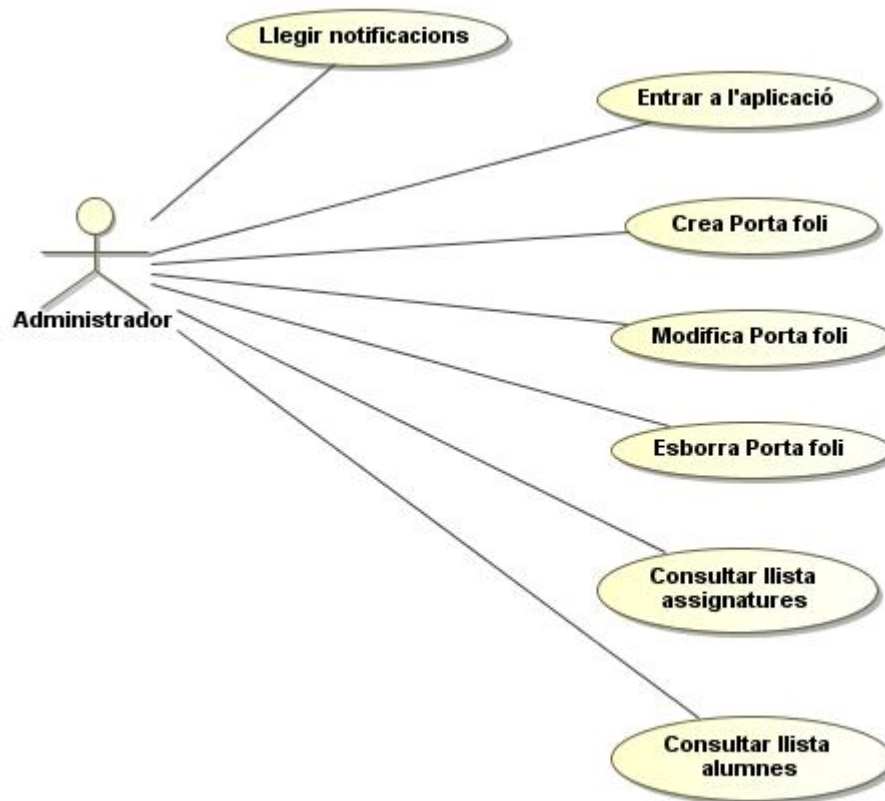 Llegir notificacions
Entrar a l'aplicació
Crea Porta foli
Administrador
Modifica Porta foli
Esborra Porta foli
Consultar llista
assignatures
Consultar llista
alumnes